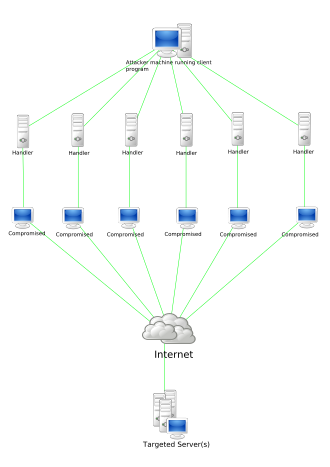 Attacker machine running client
program
Handler
Handler
Handler
Handler
Handler
Handler
Compromised
Compromised
Compromised
Compromised
Compromised
Compromised
Internet
Targeted Server(s)